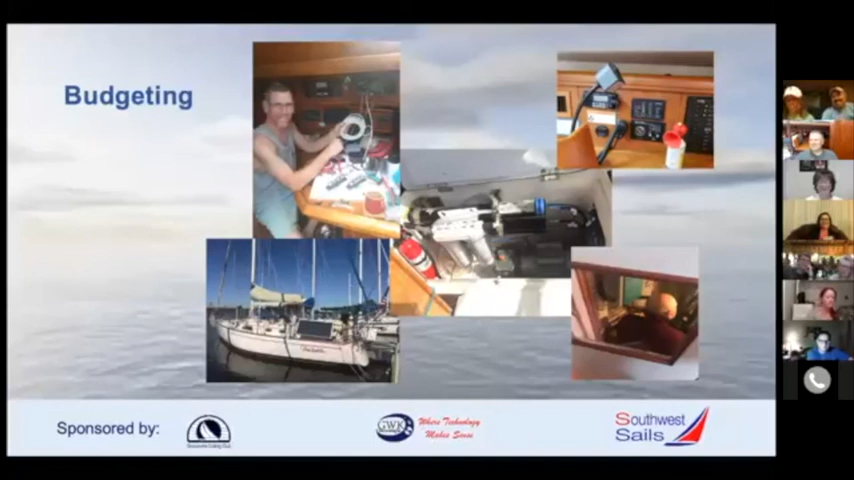 Budgeting
Sponsored by:
GWK
Where Technology
Makes Sense
Southwest
Sails